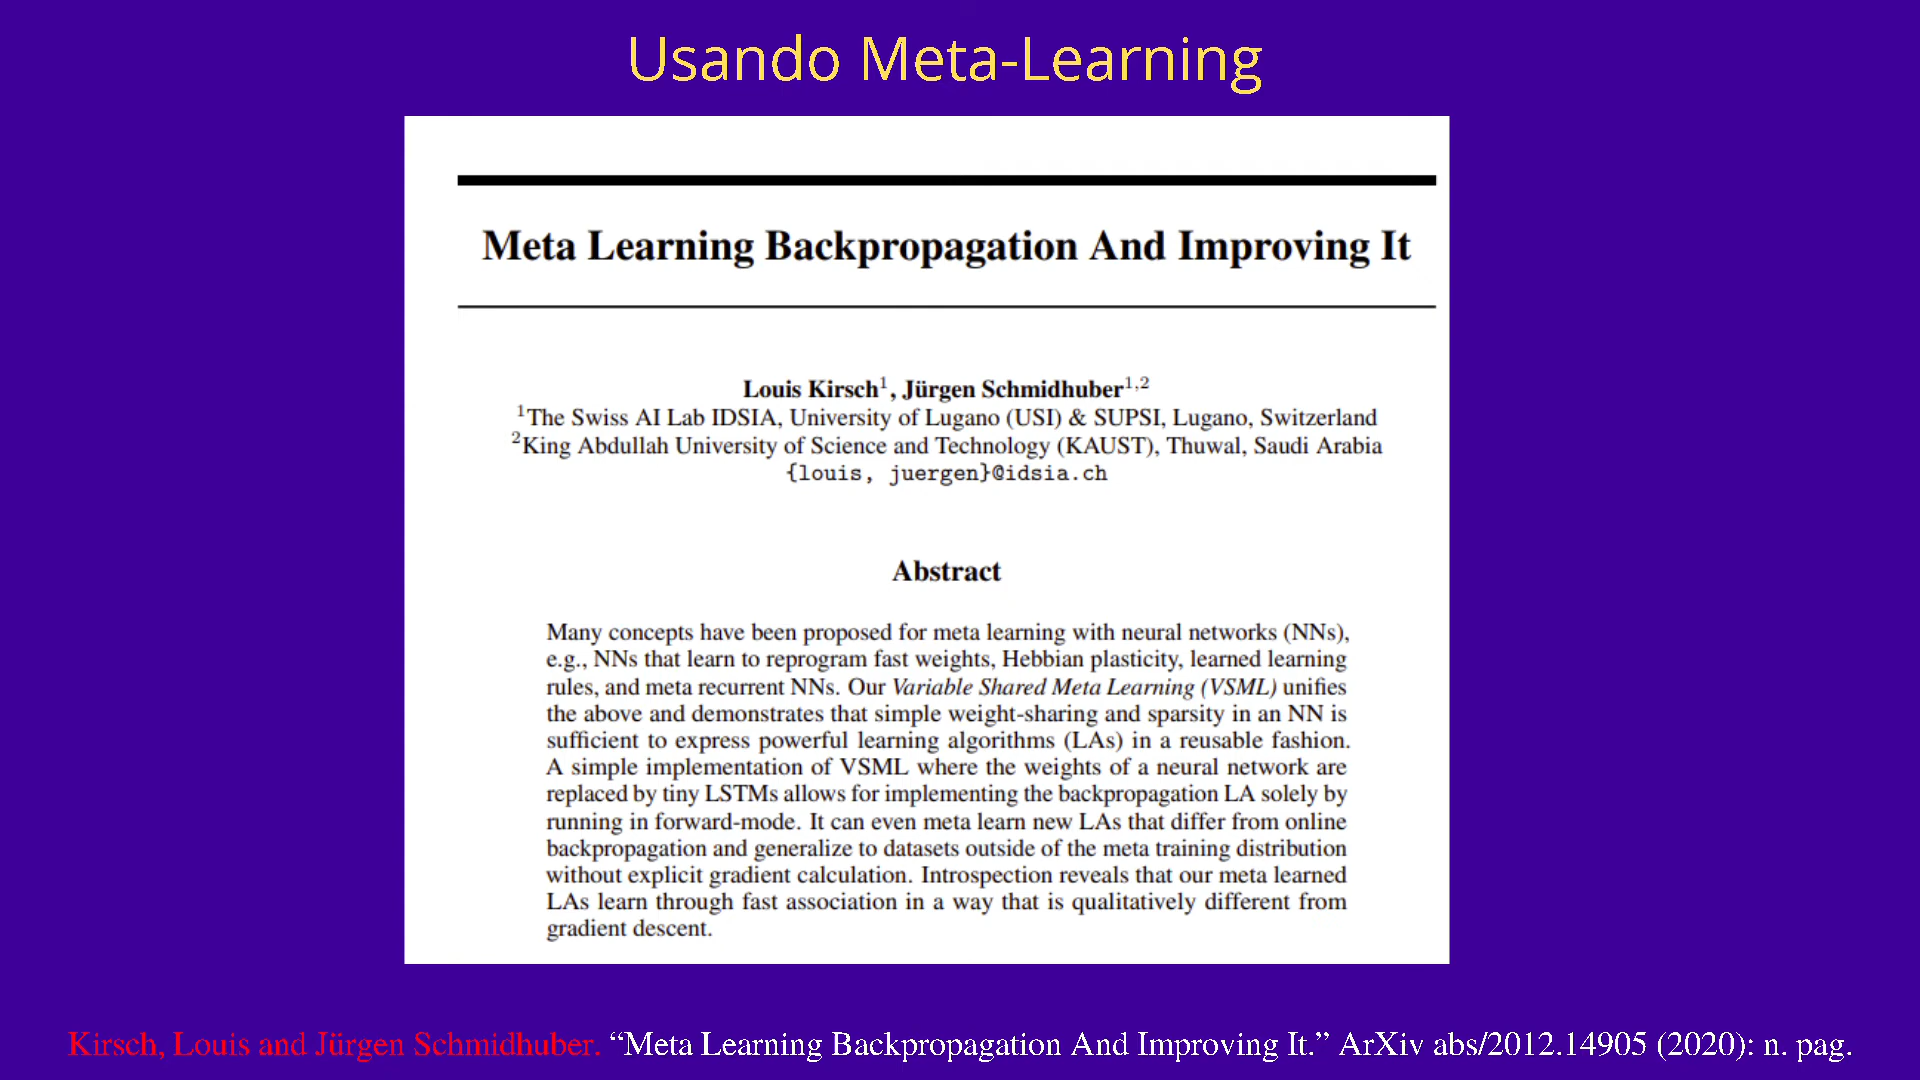 Usando Meta-Learning
Meta Learning Backpropagation And Improving It
Louis Kirsch1, Jürgen Schmidhuber1,2
1The Swiss AI Lab IDSIA, University of Lugano (USI) & SUPSI, Lugano, Switzerland
2King Abdullah University of Science and Technology (KAUST), Thuwal, Saudi Arabia
{louis, juergen}@idsia.ch
Abstract
Many concepts have been proposed for meta learning with neural networks (NNs),
e.g., NNs that learn to reprogram fast weights, Hebbian plasticity, learned learning
rules, and meta recurrent NNs. Our Variable Shared Meta Learning (VSML) unifies
the above and demonstrates that simple weight-sharing and sparsity in an NN is
sufficient to express powerful learning algorithms (LAs) in a reusable fashion.
A simple implementation of VSML where the weights of a neural network are
replaced by tiny LSTMs allows for implementing the backpropagation LA solely by
running in forward-mode. It can even meta learn new LAs that differ from online
backpropagation and generalize to datasets outside of the meta training distribution
without explicit gradient calculation. Introspection reveals that our meta learned
LAs learn through fast association in a way that is qualitatively different from
gradient descent.
Kirsch, Louis and Jürgen Schmidhuber. “Meta Learning Backpropagation And Improving It.” ArXiv abs/2012.14905 (2020): n. pag.